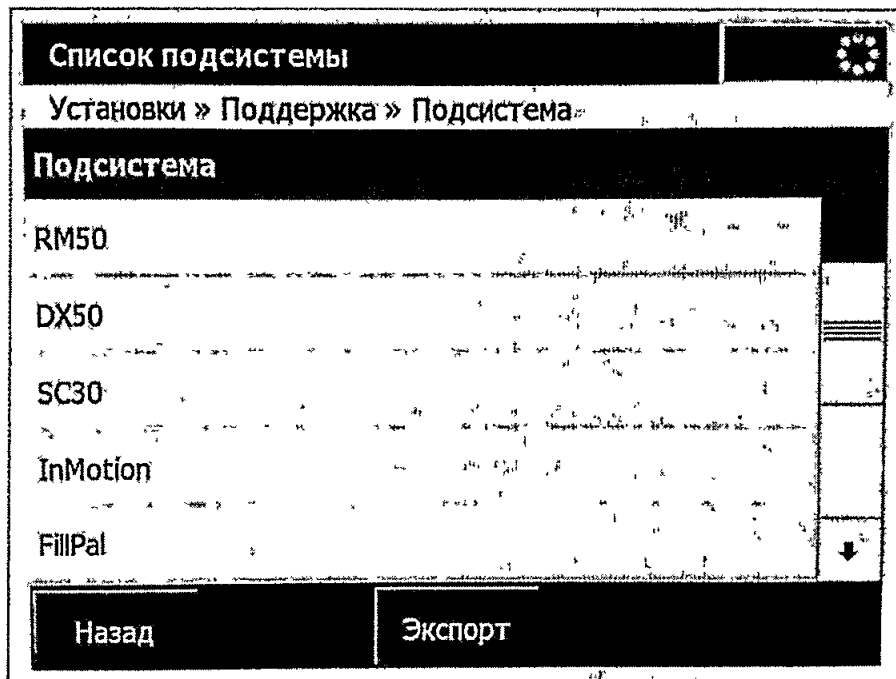 Список подсистемы
Установки » Поддержка » Подсистема
Подсистема
RM50
DX50
SC30
InMotion
FillPal
Назад
Экспорт